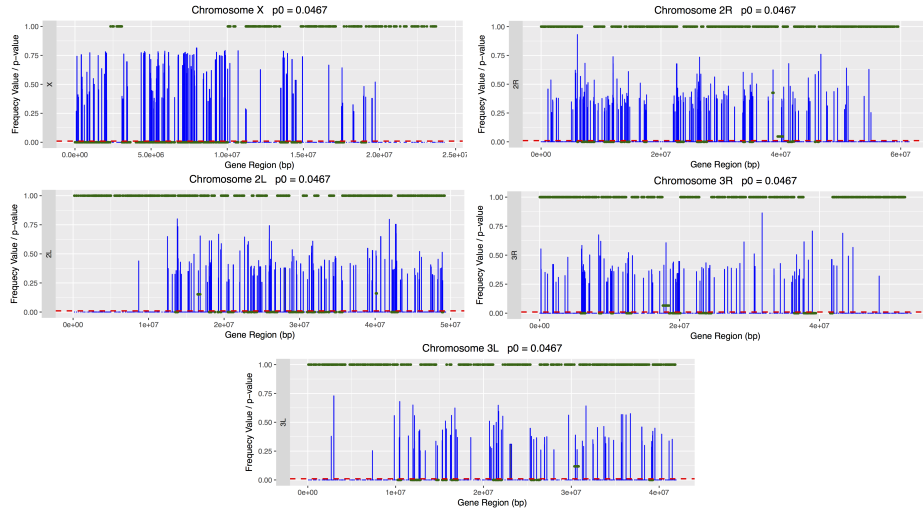 Chromosome X p0 = 0.0467
Frequecy Value / p-value
1.00
0.75
0.50
0.25
0.00
X
0.0e+00 5.0e+06 1.0e+07 1.5e+07 2.0e+07 2.5e+07
Gene Region (bp)
Chromosome 2R p0 = 0.0467
Frequecy Value / p-value
1.00
0.75
0.50
0.25
0.00
2R
0e+00 2e+07 4e+07 6e+07
Gene Region (bp)
Chromosome 2L p0 = 0.0467
Frequecy Value / p-value
1.00
0.75
0.50
0.25
0.00
2L
0e+00 1e+07 2e+07 3e+07 4e+07 5e+07
Gene Region (bp)
Chromosome 3R p0 = 0.0467
Frequecy Value / p-value
1.00
0.75
0.50
0.25
0.00
3R
0e+00 2e+07 4e+07
Gene Region (bp)
Chromosome 3L p0 = 0.0467
Frequecy Value / p-value
1.00
0.75
0.50
0.25
0.00
3L
0e+00 1e+07 2e+07 3e+07 4e+07
Gene Region (bp)